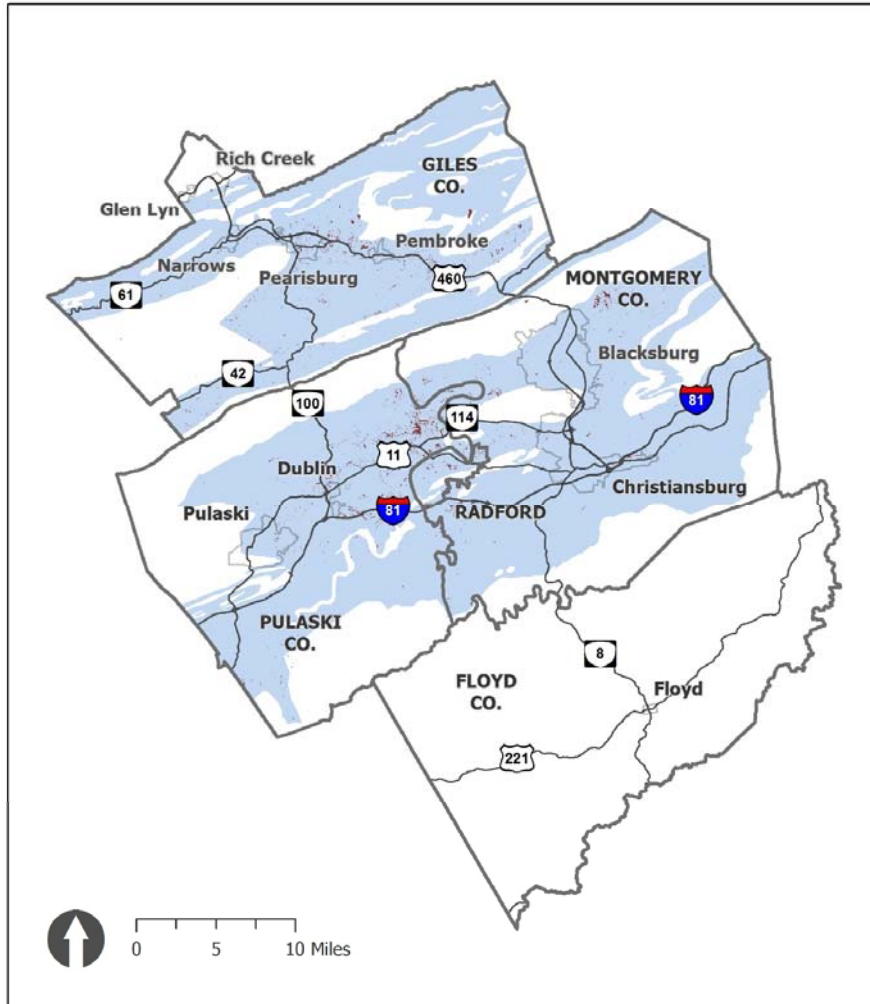 Rich Creek
GILES
CO.
Glen Lyn
Pembroke
Narrows
Pearisburg
460
MONTGOMERY
CO.
61
Blacksburg
42
100
81
114
11
Dublin
Christiansburg
Pulaski
81
RADFORD
PULASKI
CO.
8
FLOYD
CO.
Floyd
221
0 5 10 Miles